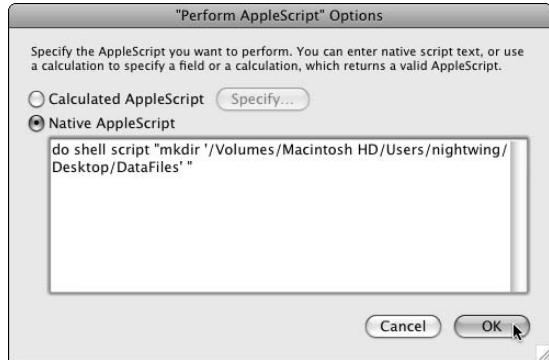 "Perform AppleScript" Options
Specify the AppleScript you want to perform. You can enter native script text, or use
a calculation to specify a field or a calculation, which returns a valid AppleScript.
Calculated AppleScript Specify...
Native AppleScript
do shell script "mkdir '/Volumes/Macintosh HD/Users/nightwing/
Desktop/DataFiles' "
Cancel OK